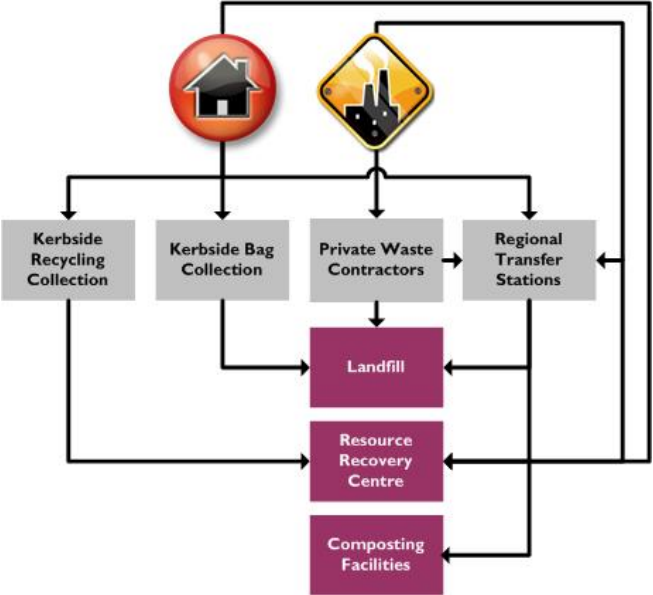 Kerbside
Recycling
Collection
Kerbside Bag
Collection
Private Waste
Contractors
Regional
Transfer
Stations
Landfill
Resource
Recovery
Centre
Composting
Facilities